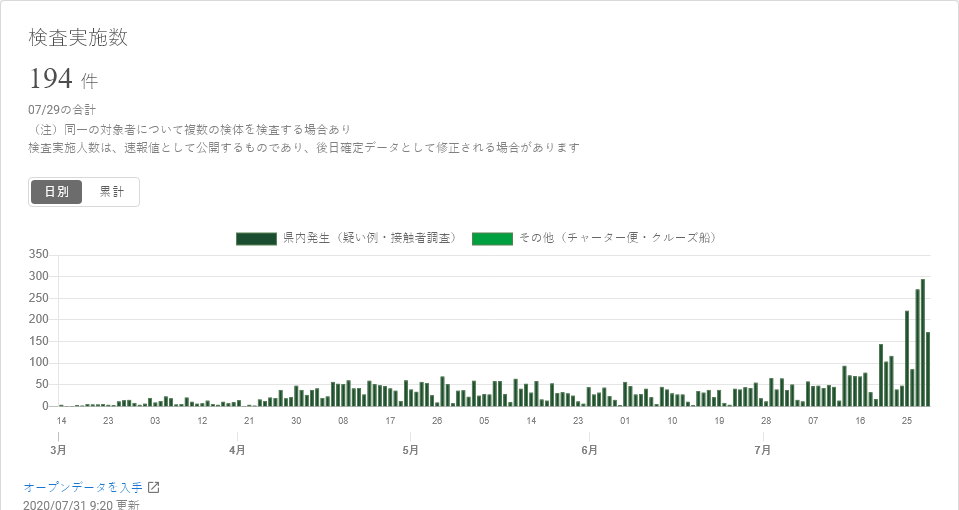 検査実施数
194 件
07/29の合計
（注）同一の対象者について複数の検体を検査する場合あり
検査実施人数は、速報値として公開するものであり、後日確定データとして修正される場合があります
日別 累計
県内発生（疑い例・接触者調査） その他（チャーター便・クルーズ船）
350
300
250
200
150
100
50
0
14 23 03 12 21 30 08 17 26 05 14 23 01 10 19 28 07 16 25
3月 4月 5月 6月 7月
オープンデータを入手
2020/07/31 9:20 更新